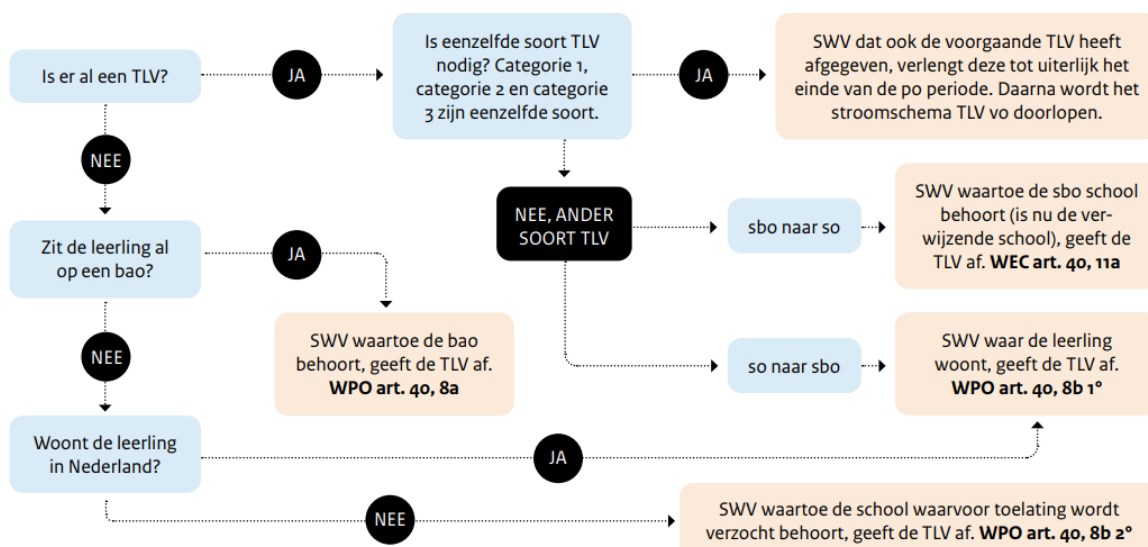 Is er al een TLV?
JA
Is eenzelfde soort TLV
nodig? Categorie 1,
categorie 2 en categorie
3 zijn eenzelfde soort.
JA
SWV dat ook de voorgaande TLV heeft
afgegeven, verlengt deze tot uiterlijk het
einde van de po periode. Daarna wordt het
stroomschema TLV vo doorlopen.
NEE
NEE, ANDER
SOORT TLV
sbo naar so
SWV waartoe de sbo school
behoort (is nu de ver-
wijzende school), geeft de
TLV af. WEC art. 40, 11a
Zit de leerling al
op een bao?
JA
SWV waartoe de bao
behoort, geeft de TLV af.
WPO art. 40, 8a
so naar sbo
SWV waar de leerling
woont, geeft de TLV af.
WPO art. 40, 8b 1°
NEE
Woont de leerling
in Nederland?
JA
NEE
SWV waartoe de school waarvoor toelating wordt
verzocht behoort, geeft de TLV af. WPO art. 40, 8b 2°